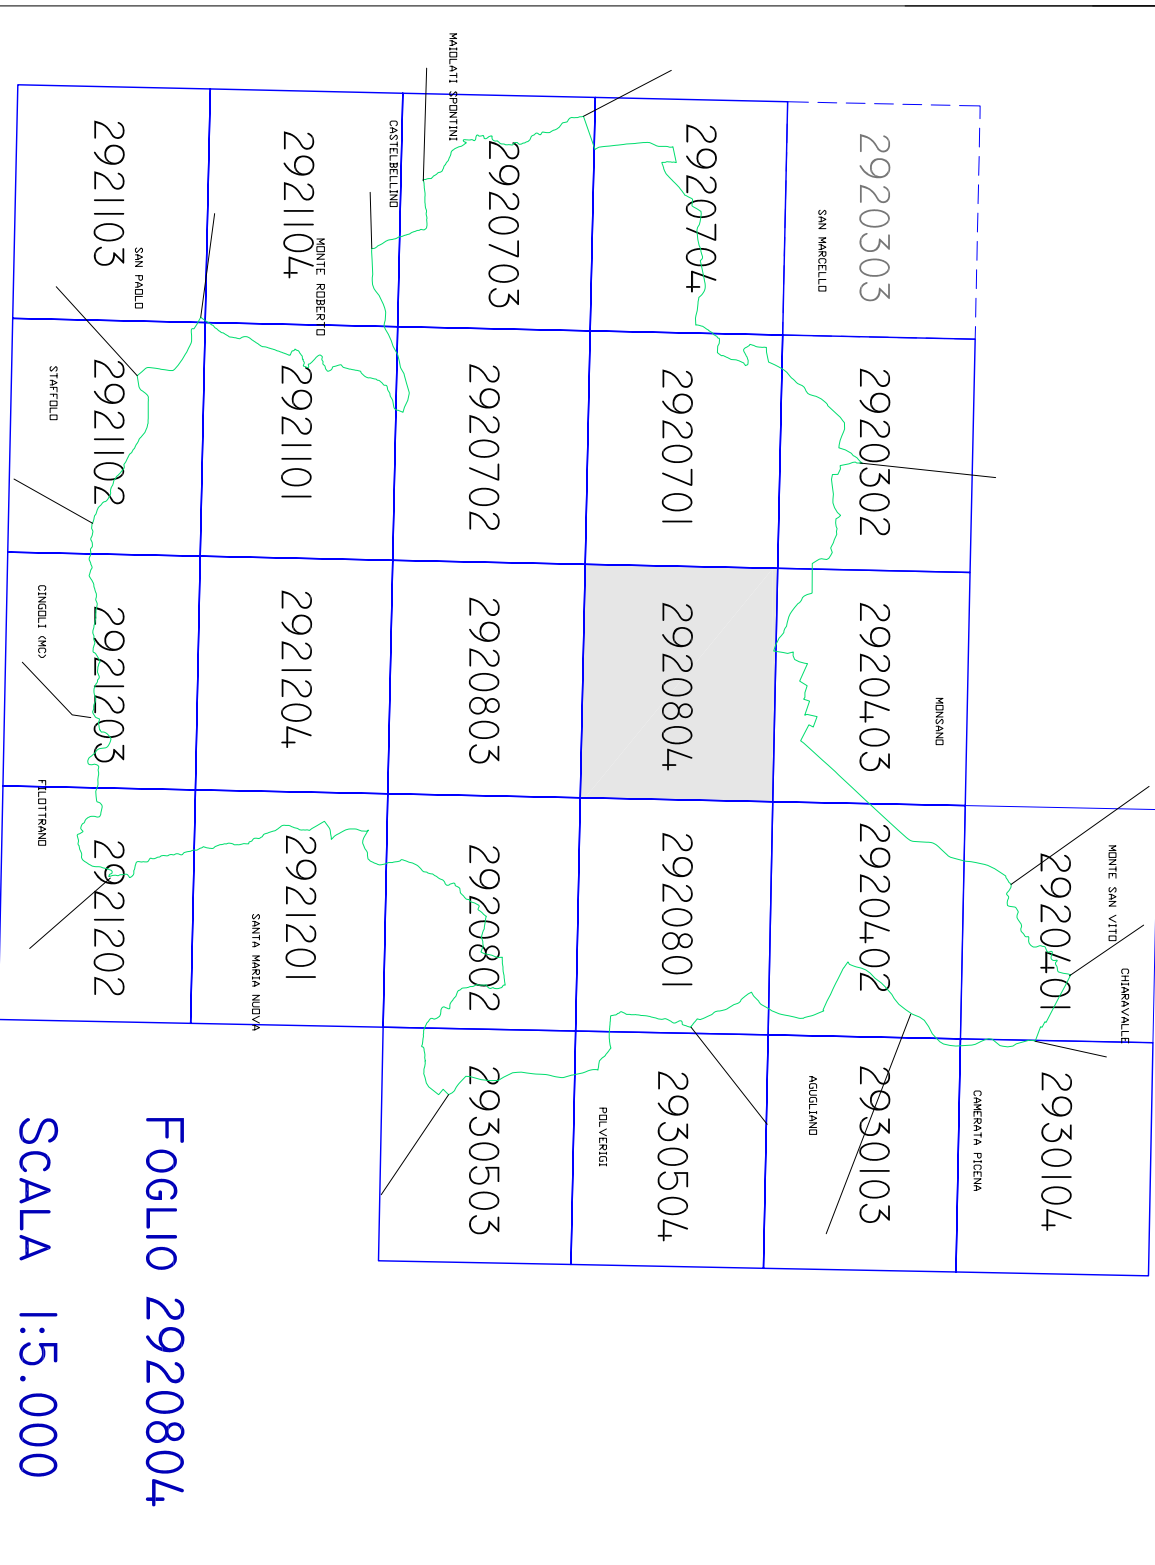 MONTE SAN VITO
CHIARAVALLE
2920401
2930104
MONSANO
CAMERATA PICENA
2920303
2920302
2920403
2920402
2930103
SAN MARCELLO
AGUGLIANO
2920704
2920701
2920804
2920801
2930504
POLVERIGI
2920703
2920702
2920803
2920802
2930503
MAIOLATI SPONTINI
CASTELBELLINO
MONTE ROBERTO
2921104
2921101
2921204
2921201
SANTA MARIA NUOVA
SAN PAOLO
2921103
2921102
2921203
2921202
STAFFOLO
CINGOLI (MC)
FILOTTRANO
FOGLIO 2920804
SCALA 1:5.000